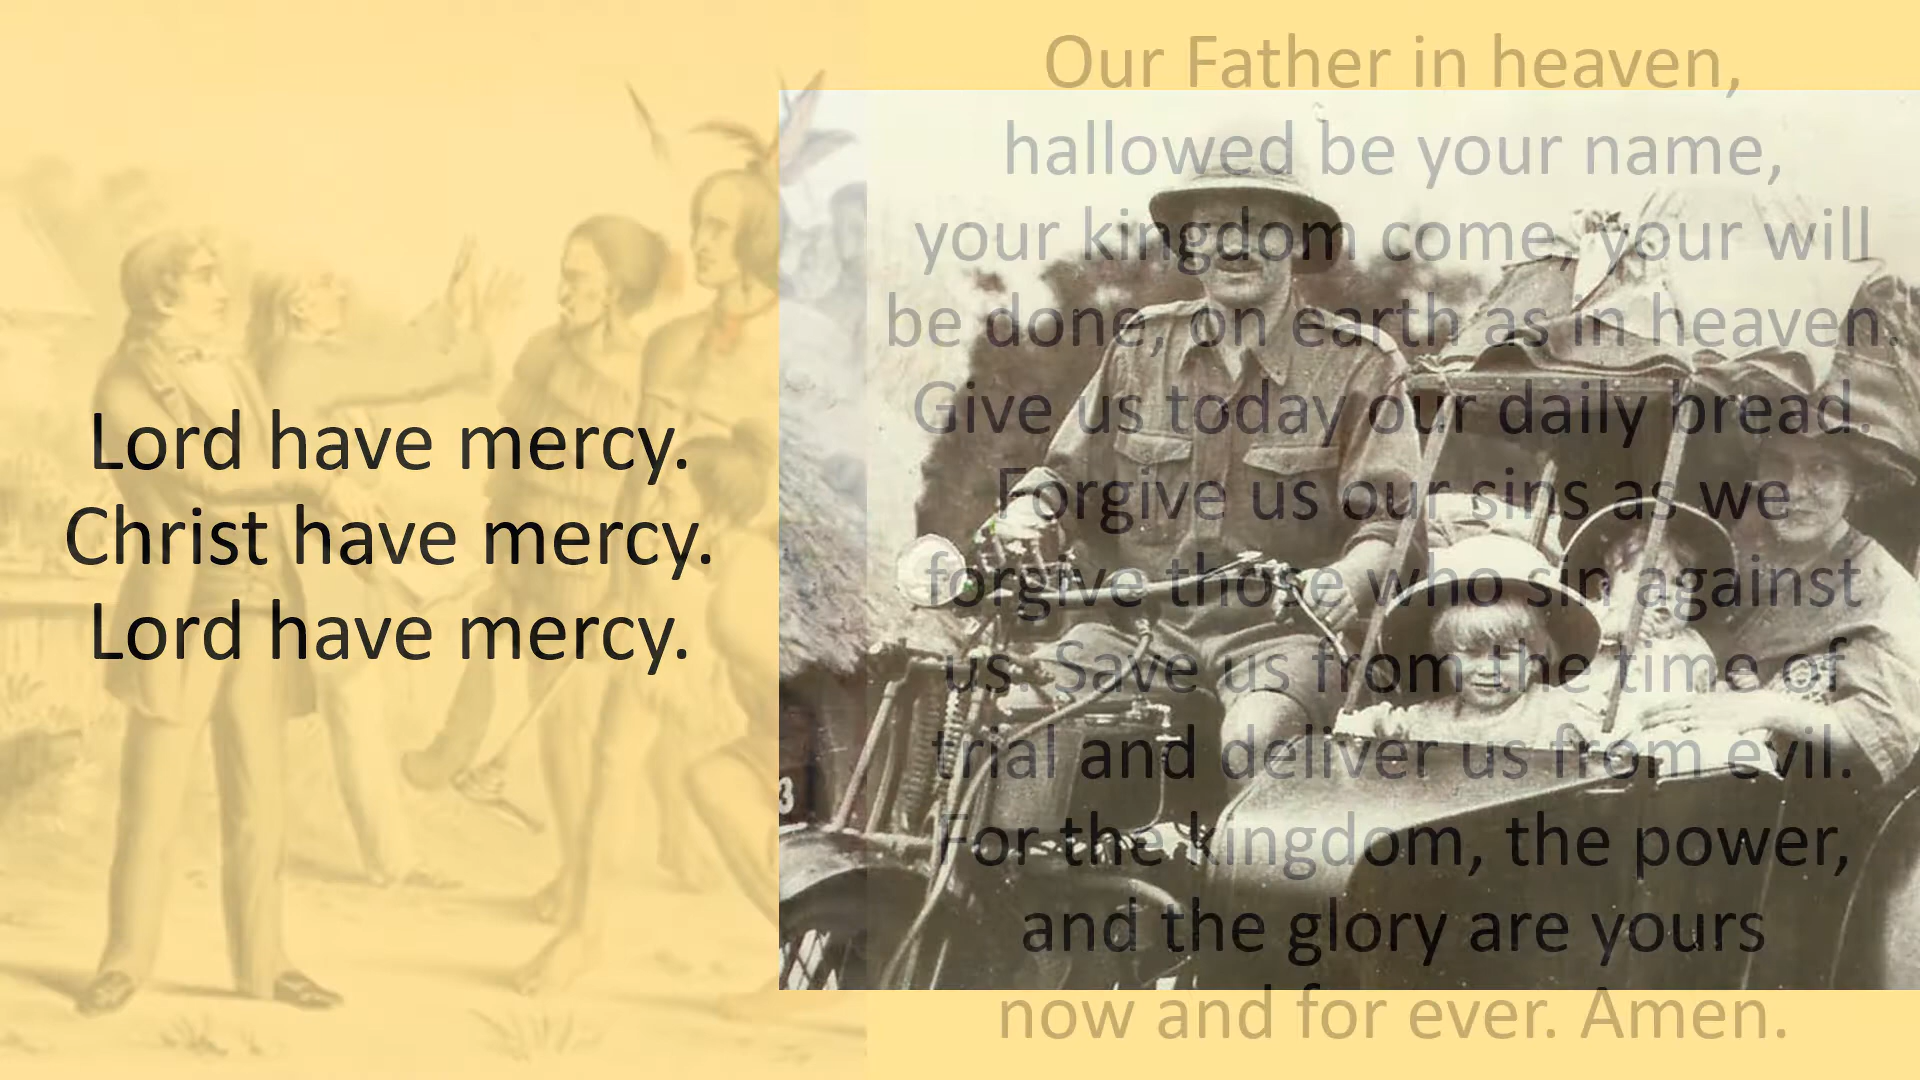 Lord have mercy.
Christ have mercy.
Lord have mercy.
Our Father in heaven,
hallowed be your name,
your kingdom come, your will
be done, on earth as in heaven.
Give us today our daily bread.
Forgive us our sins as we
forgive those who sin against
us. Save us from the time of
trial and deliver us from evil.
For the kingdom, the power,
and the glory are yours
now and for ever. Amen.
3